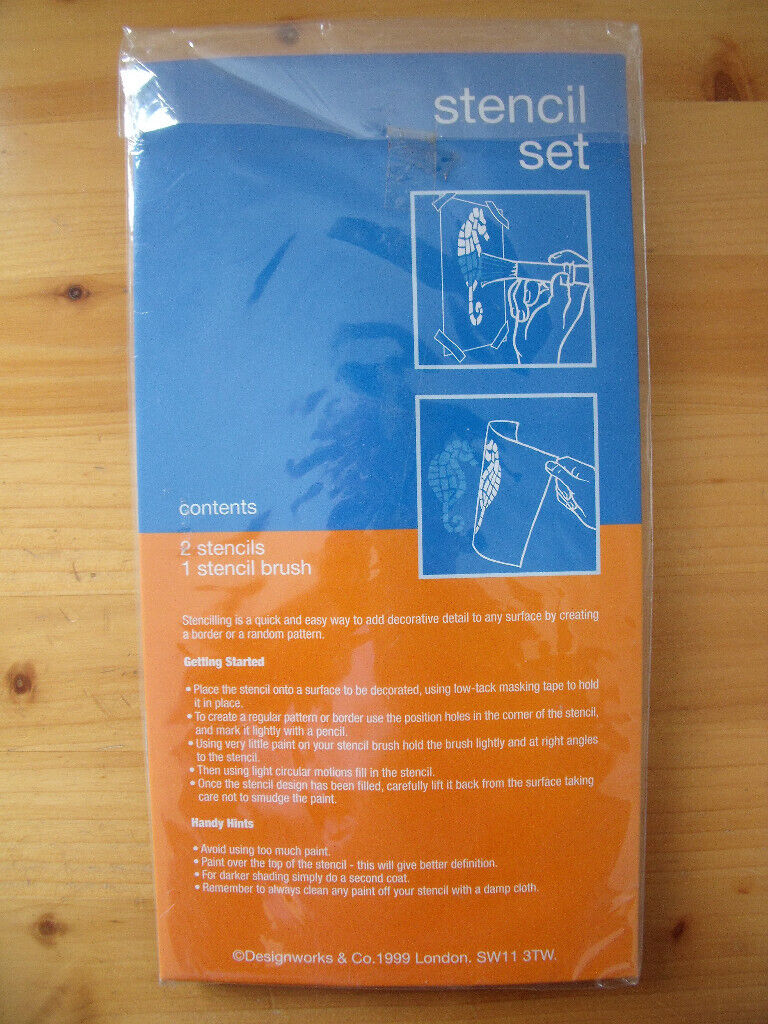 stencil
set
contents
2 stencils
1 stencil brush
Stencilling is a quick and easy way to add decorative detail to any surface by creating
a border or a random pattern.
Getting Started
• Place the stencil onto a surface to be decorated, using low-tack masking tape to hold
it in place.
• To create a regular pattern or border use the position holes in the corner of the stencil,
and mark it lightly with a pencil.
• Using very little paint on your stencil brush hold the brush lightly and at right angles
to the stencil.
• Then using light circular motions fill in the stencil.
• Once the stencil design has been filled, carefully lift it back from the surface taking
care not to smudge the paint.
Handy Hints
• Avoid using too much paint.
• Paint over the top of the stencil - this will give better definition.
• For darker shading simply do a second coat.
• Remember to always clean any paint off your stencil with a damp cloth.
©Designworks & Co.1999 London. SW11 3TW.